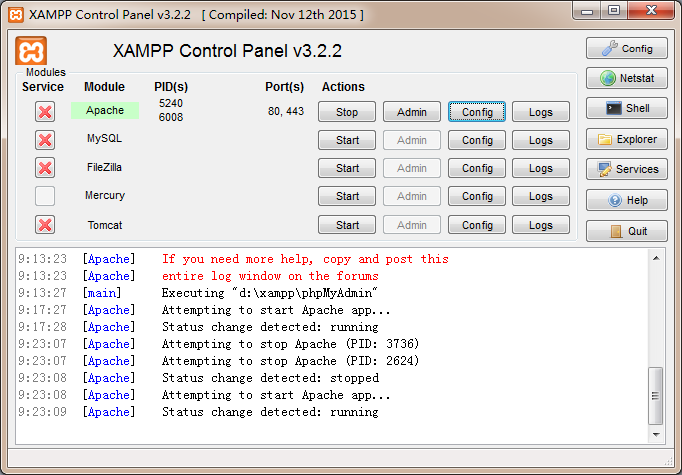 XAMPP Control Panel v3.2.2 [ Compiled: Nov 12th 2015 ]
XAMPP Control Panel v3.2.2
Config
Modules
Service Module PID(s) Port(s) Actions
Netstat
Apache 5240 6008 80, 443 Stop Admin Config Logs
Shell
MySQL Start Admin Config Logs
Explorer
FileZilla Start Admin Config Logs
Services
Mercury Start Admin Config Logs
Help
Tomcat Start Admin Config Logs
Quit
9:13:23 [Apache] If you need more help, copy and post this
9:13:23 [Apache] entire log window on the forums
9:13:27 [main] Executing "d:\xampp\phpMyAdmin"
9:17:27 [Apache] Attempting to start Apache app...
9:17:28 [Apache] Status change detected: running
9:23:07 [Apache] Attempting to stop Apache (PID: 3736)
9:23:07 [Apache] Attempting to stop Apache (PID: 2624)
9:23:08 [Apache] Status change detected: stopped
9:23:08 [Apache] Attempting to start Apache app...
9:23:09 [Apache] Status change detected: running